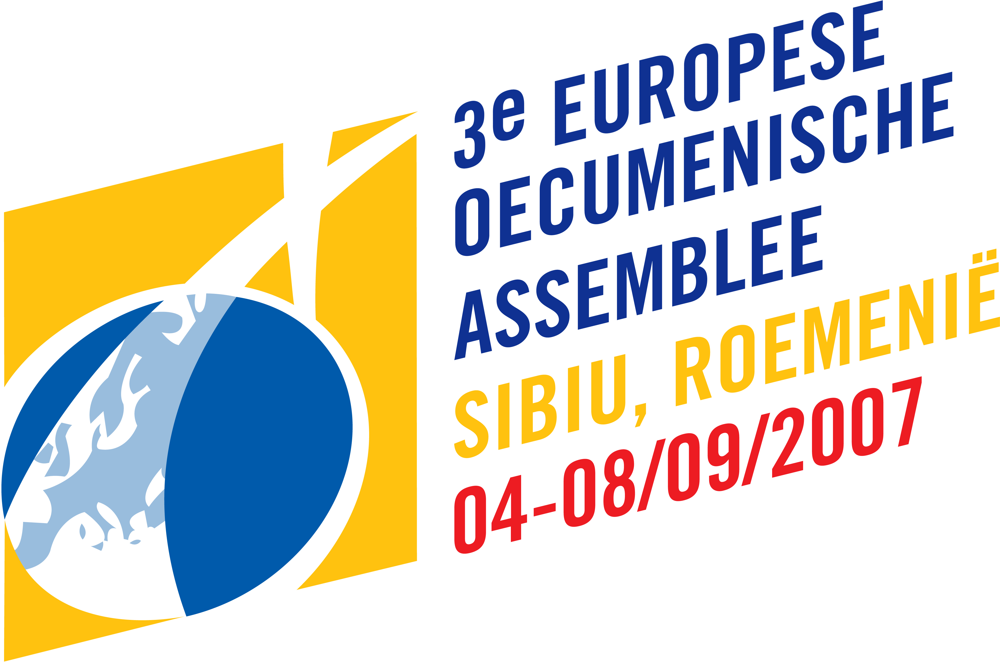 3e EUROPESE
OECUMENISCHE
ASSEMBLEE
SIBIU, ROEMENIË
04-08/09/2007